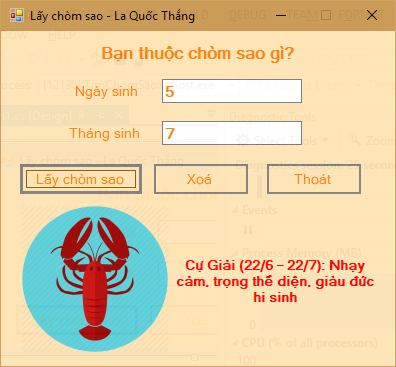 Lấy chòm sao - La Quốc Thắng
Bạn thuộc chòm sao gì?
Ngày sinh 5
Tháng sinh 7
Lấy chòm sao Xoá Thoát
Cự Giải (22/6 – 22/7): Nhạy
cảm, trọng thể diện, giàu đức
hi sinh